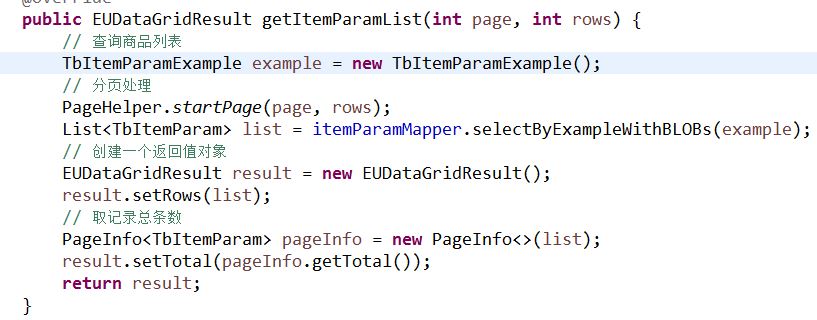 @Override
public EUDataGridResult getItemParamList(int page, int rows) {
// 查询商品列表
TbItemParamExample example = new TbItemParamExample();
// 分页处理
PageHelper.startPage(page, rows);
List<TbItemParam> list = itemParamMapper.selectByExampleWithBLOBs(example);
// 创建一个返回值对象
EUDataGridResult result = new EUDataGridResult();
result.setRows(list);
// 取记录总条数
PageInfo<TbItemParam> pageInfo = new PageInfo<>(list);
result.setTotal(pageInfo.getTotal());
return result;
}